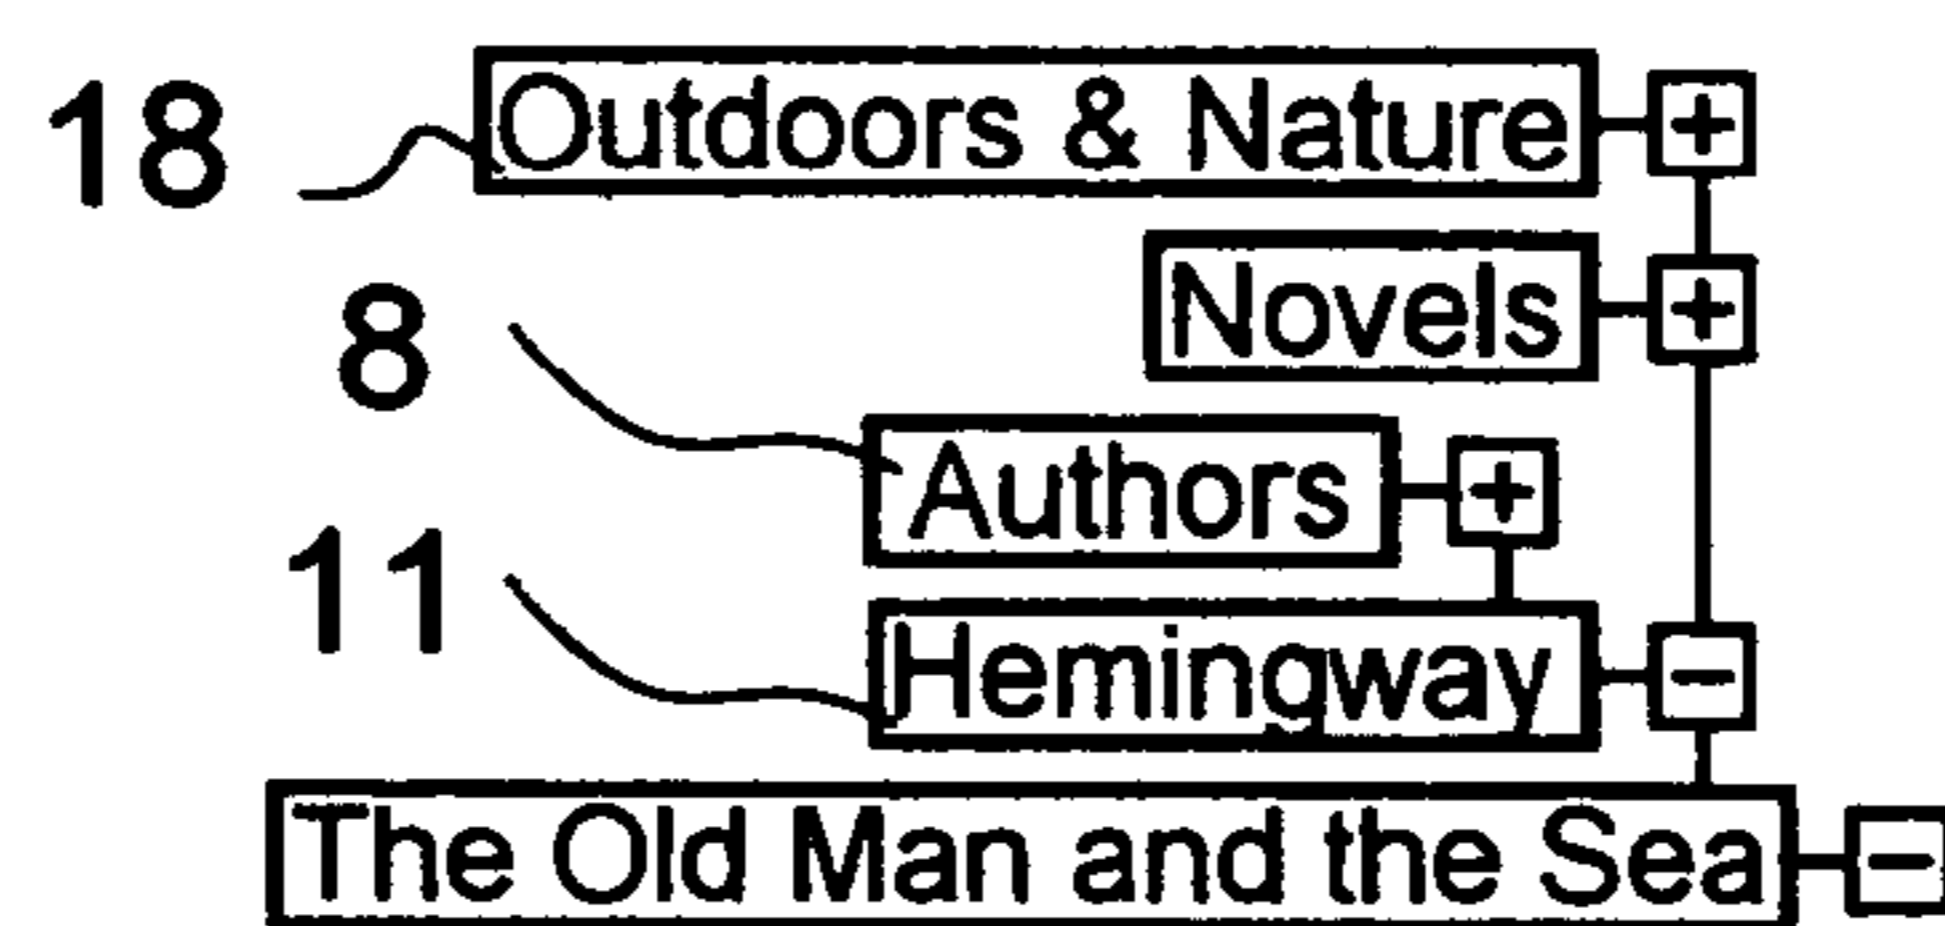 18 Outdoors & Nature +
Novels +
8 Authors +
11 Hemingway -
The Old Man and the Sea -